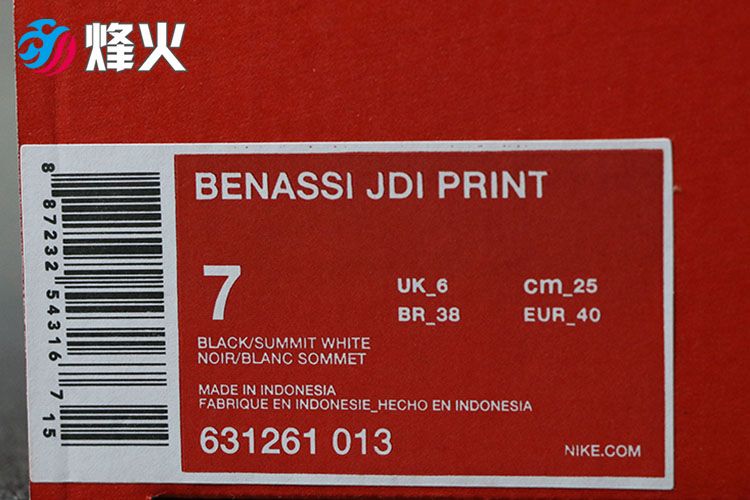 烽火
BENASSI JDI PRINT
7
UK_6 cm_25
BR_38 EUR_40
BLACK/SUMMIT WHITE
NOIR/BLANC SOMMET
MADE IN INDONESIA
FABRIQUE EN INDONESIE_HECHO EN INDONESIA
631261 013
NIKE.COM
8 87232 54316 7 15